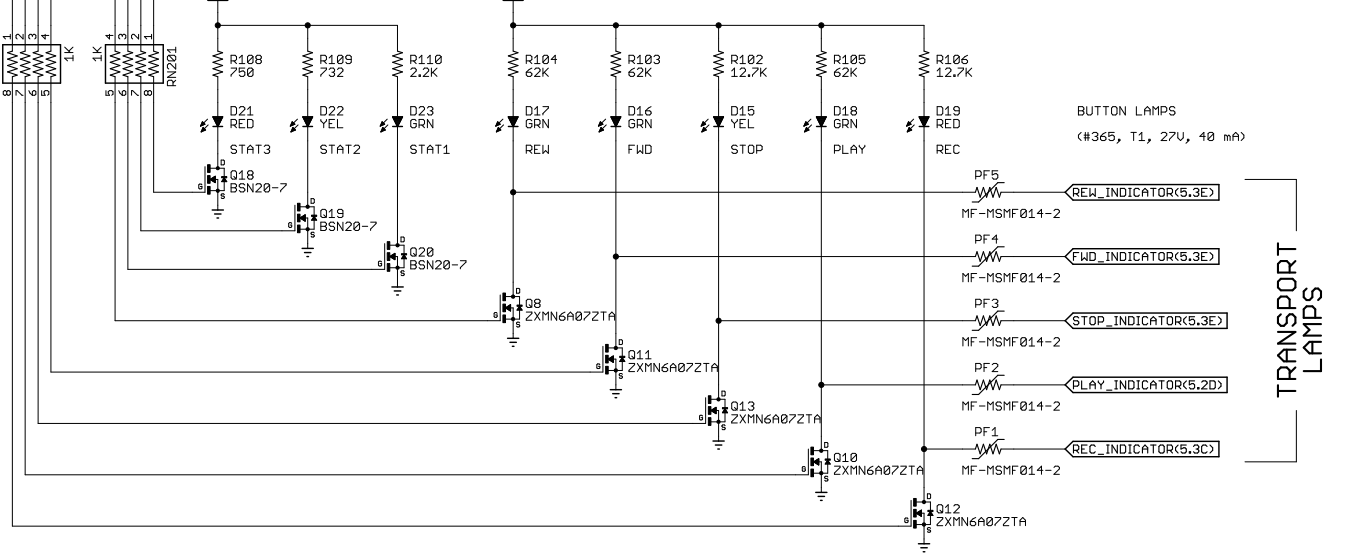 1 2 3 4
1K
8 7 6 5
4 3 2 1
1K
RN201
5 6 7 8
R108
750
R109
732
R110
2.2K
R104
62K
R103
62K
R102
12.7K
R105
62K
R106
12.7K
D21
RED
D22
YEL
D23
GRN
D17
GRN
D16
GRN
D15
YEL
D18
GRN
D19
RED
STAT3
STAT2
STAT1
REW
FWD
STOP
PLAY
REC
BUTTON LAMPS
(#365, T1, 27V, 40 mA)
D
G
S
Q18
BSN20-7
D
G
S
Q19
BSN20-7
D
G
S
Q20
BSN20-7
D
G
S
Q8
ZXMN6A07ZTA
D
G
S
Q11
ZXMN6A07ZTA
D
G
S
Q13
ZXMN6A07ZTA
D
G
S
Q10
ZXMN6A07ZTA
D
G
S
Q12
ZXMN6A07ZTA
PF5
MF-MSMF014-2
REW_INDICATOR(5.3E)
PF4
MF-MSMF014-2
FWD_INDICATOR(5.3E)
PF3
MF-MSMF014-2
STOP_INDICATOR(5.3E)
PF2
MF-MSMF014-2
PLAY_INDICATOR(5.2D)
PF1
MF-MSMF014-2
REC_INDICATOR(5.3C)
TRANSPORT
LAMPS